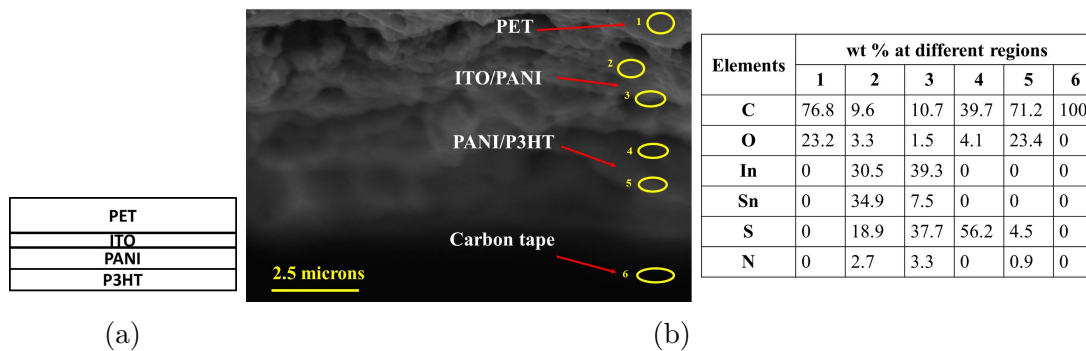 PET
ITO
PANI
P3HT
(a)
PET
1
2
ITO/PANI
3
PANI/P3HT
4
5
Carbon tape
6
2.5 microns
(b)
Elements wt % at different regions
1 2 3 4 5 6
C 76.8 9.6 10.7 39.7 71.2 100
O 23.2 3.3 1.5 4.1 23.4 0
In 0 30.5 39.3 0 0 0
Sn 0 34.9 7.5 0 0 0
S 0 18.9 37.7 56.2 4.5 0
N 0 2.7 3.3 0 0.9 0